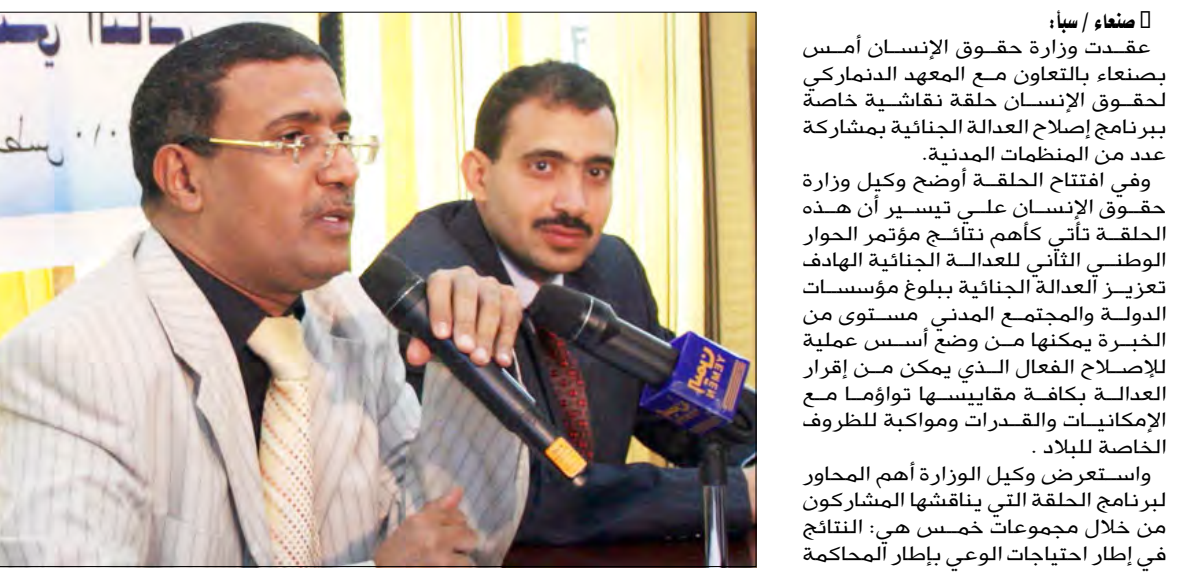 صنعاء / سبأ:
عقدت وزارة حقوق الإنسان أمس
بصنعاء بالتعاون مع المعهد الدنماركي
لحقوق الإنسان حلقة نقاشية خاصة
ببرنامج إصلاح العدالة الجنائية بمشاركة
عدد من المنظمات المدنية.
وفي افتتاح الحلقة أوضح وكيل وزارة
حقوق الإنسان علي تيسير أن هذه
الحلقة تأتي كأهم نتائج مؤتمر الحوار
الوطني الثاني للعدالة الجنائية الهادف
تعزيز العدالة الجنائية ببلوغ مؤسسات
الدولة والمجتمع المدني مستوى من
الخبرة يمكنها من وضع أسس عملية
للإصلاح الفعال الذي يمكن من إقرار
العدالة بكافة مقاييسها تواؤما مع
الإمكانيات والقدرات ومواكبة للظروف
الخاصة للبلاد .
واستعرض وكيل الوزارة أهم المحاور
لبرنامج الحلقة التي يناقشها المشاركون
من خلال مجموعات خمس هي: النتائج
في إطار احتياجات الوعي بإطار المحاكمة